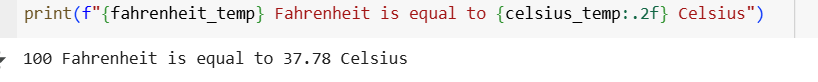 print(f"{fahrenheit_temp} Fahrenheit is equal to {celsius_temp:.2f} Celsius")
100 Fahrenheit is equal to 37.78 Celsius